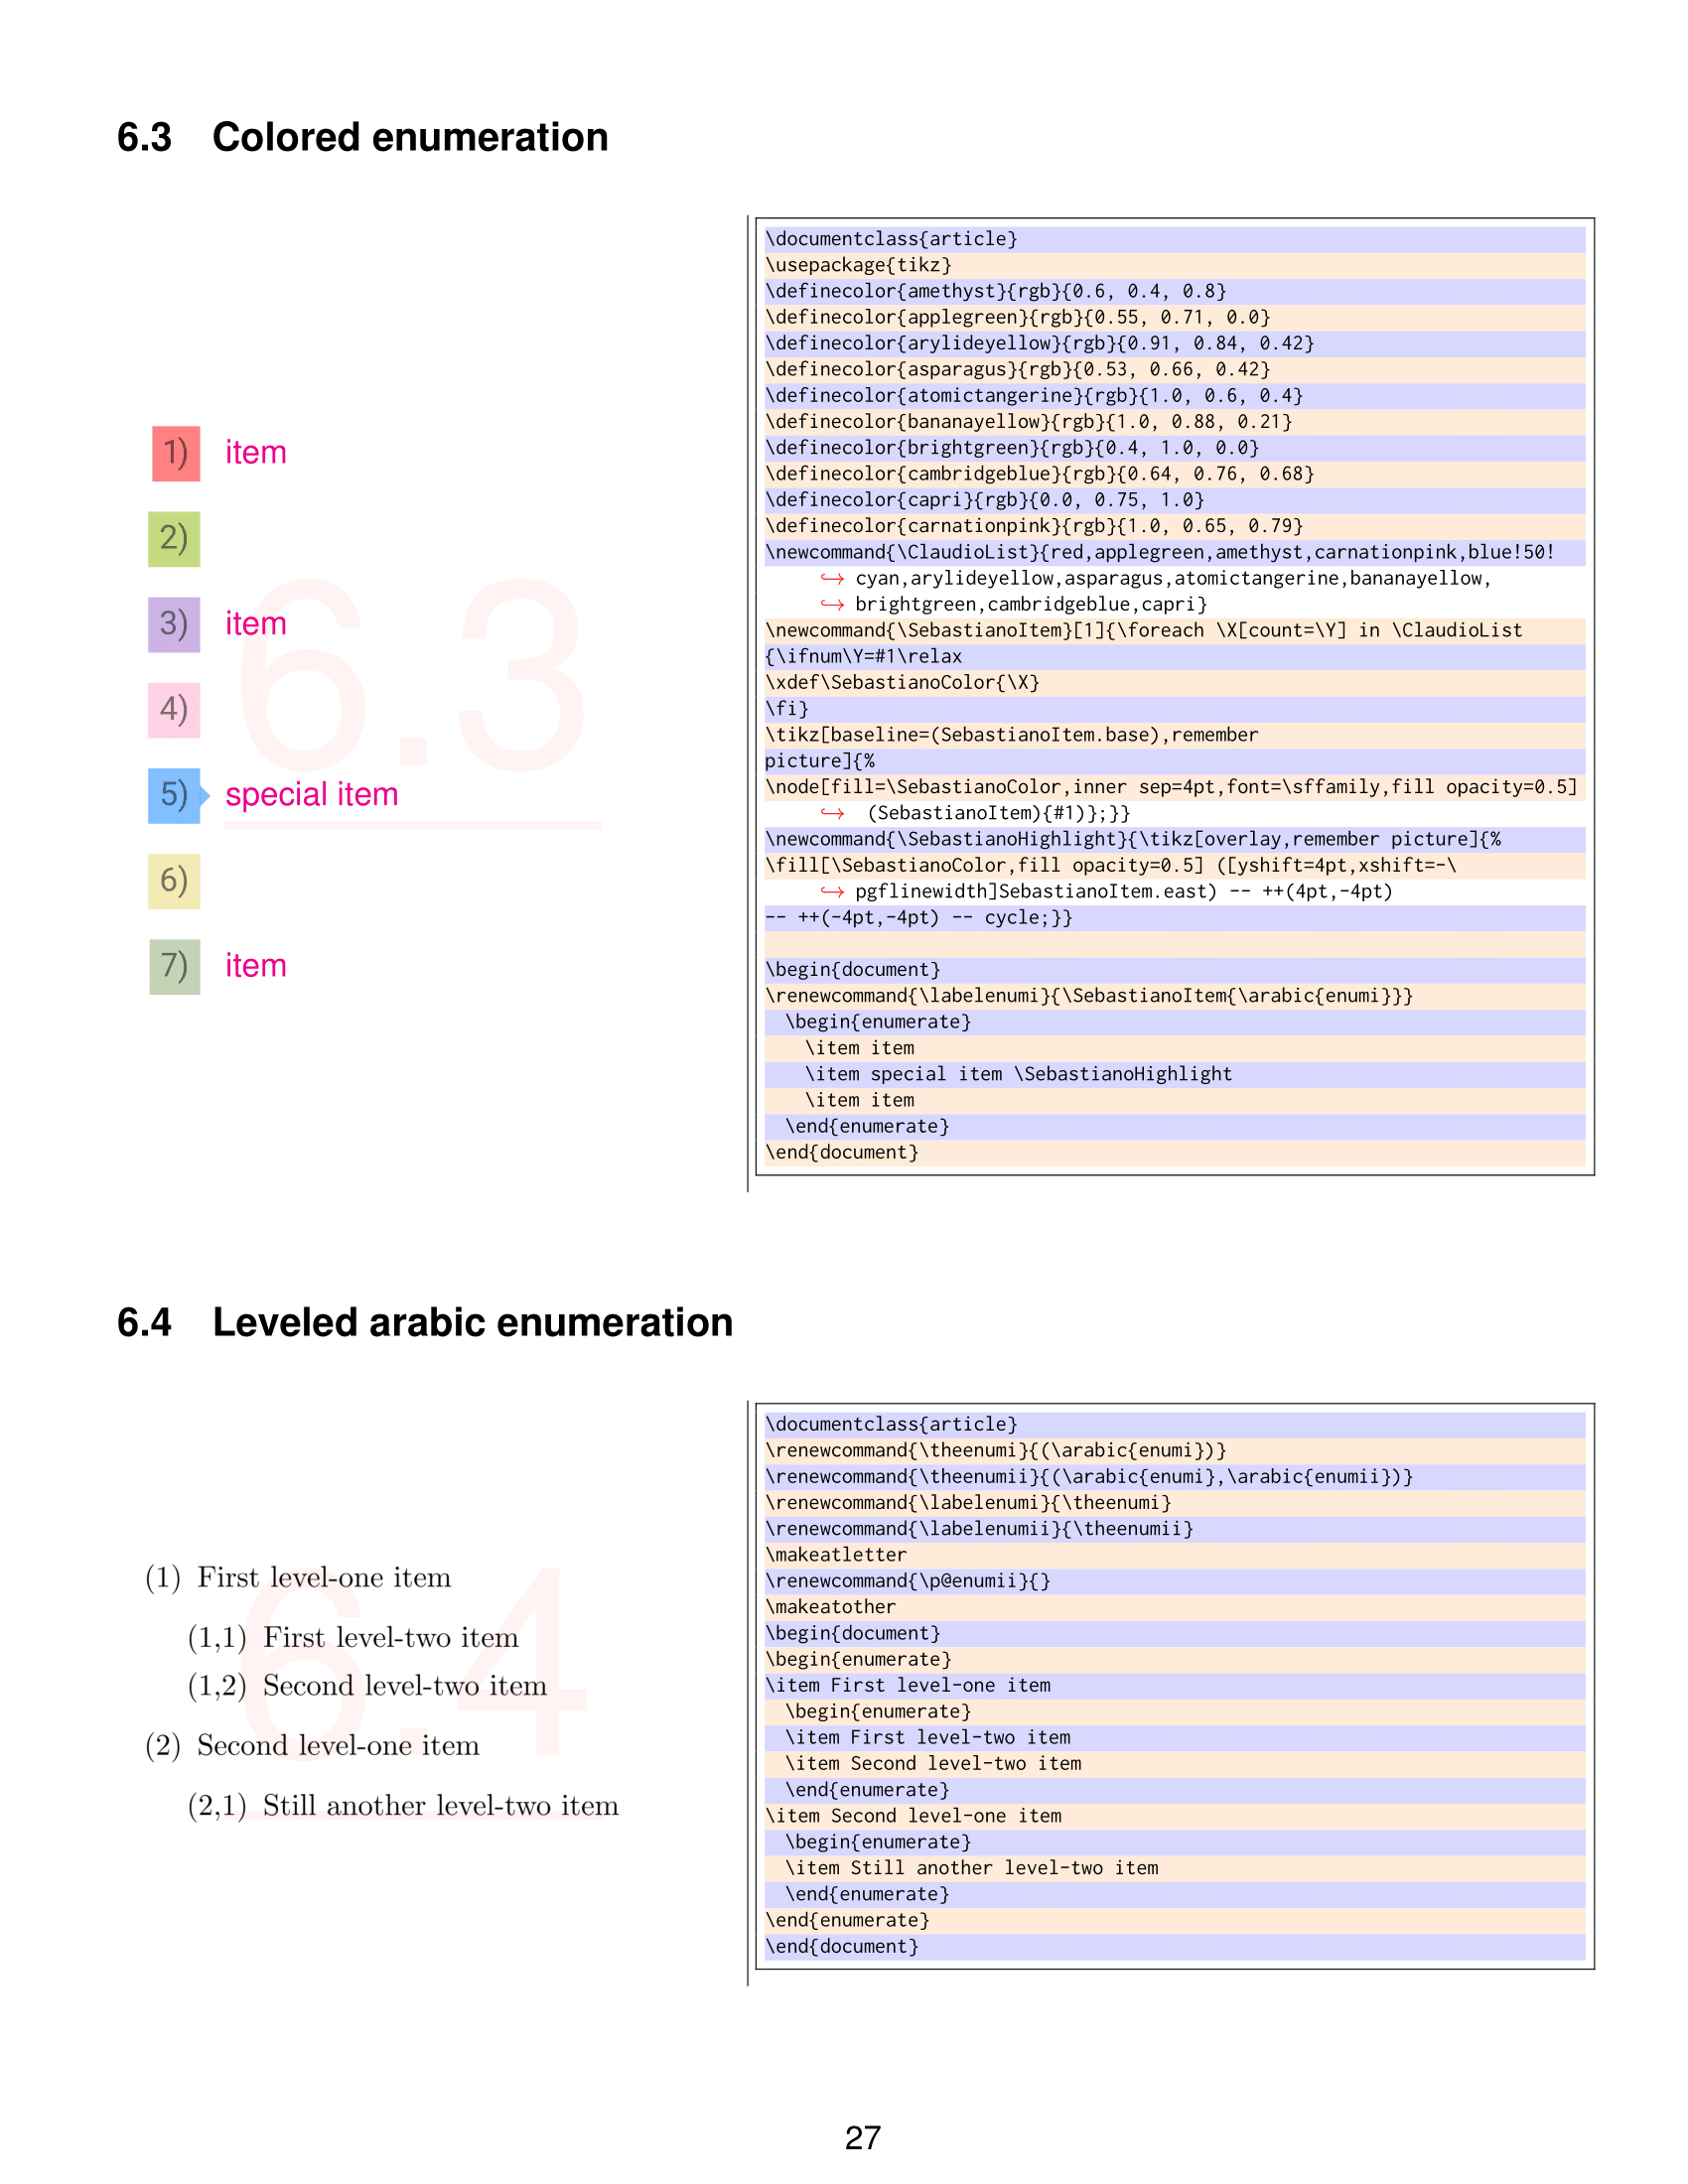 6.3 Colored enumeration
1) item
2)
3) item
4)
5) special item
6)
7) item
6.3
\documentclass{article}
\usepackage{tikz}
\definecolor{amethyst}{rgb}{0.6, 0.4, 0.8}
\definecolor{applegreen}{rgb}{0.55, 0.71, 0.0}
\definecolor{arylideyellow}{rgb}{0.91, 0.84, 0.42}
\definecolor{asparagus}{rgb}{0.53, 0.66, 0.42}
\definecolor{atomictangerine}{rgb}{1.0, 0.6, 0.4}
\definecolor{bananayellow}{rgb}{1.0, 0.88, 0.21}
\definecolor{brightgreen}{rgb}{0.4, 1.0, 0.0}
\definecolor{cambridgeblue}{rgb}{0.64, 0.76, 0.68}
\definecolor{capri}{rgb}{0.0, 0.75, 1.0}
\definecolor{carnationpink}{rgb}{1.0, 0.65, 0.79}
\newcommand{\ClaudioList}{red,applegreen,amethyst,carnationpink,blue!50!
↪ cyan,arylideyellow,asparagus,atomictangerine,bananayellow,
↪ brightgreen,cambridgeblue,capri}
\newcommand{\SebastianoItem}[1]{\foreach \X[count=\Y] in \ClaudioList
{\ifnum\Y=#1\relax
\xdef\SebastianoColor{\X}
\fi}
\tikz[baseline=(SebastianoItem.base),remember
picture]{%
\node[fill=\SebastianoColor,inner sep=4pt,font=\sffamily,fill opacity=0.5]
↪ (SebastianoItem){#1)};}}
\newcommand{\SebastianoHighlight}{\tikz[overlay,remember picture]{%
\fill[\SebastianoColor,fill opacity=0.5] ([yshift=4pt,xshift=-\
↪ pgflinewidth]SebastianoItem.east) -- ++(4pt,-4pt)
-- ++(-4pt,-4pt) -- cycle;}}
\begin{document}
\renewcommand{\labelenumi}{\SebastianoItem{\arabic{enumi}}}
\begin{enumerate}
\item item
\item special item \SebastianoHighlight
\item item
\end{enumerate}
\end{document}
6.4 Leveled arabic enumeration
(1) First level-one item
(1,1) First level-two item
(1,2) Second level-two item
(2) Second level-one item
(2,1) Still another level-two item
6.4
\documentclass{article}
\renewcommand{\theenumi}{(\arabic{enumi})}
\renewcommand{\theenumii}{(\arabic{enumi},\arabic{enumii})}
\renewcommand{\labelenumi}{\theenumi}
\renewcommand{\labelenumii}{\theenumii}
\makeatletter
\renewcommand{\p@enumii}{}
\makeatother
\begin{document}
\begin{enumerate}
\item First level-one item
\begin{enumerate}
\item First level-two item
\item Second level-two item
\end{enumerate}
\item Second level-one item
\begin{enumerate}
\item Still another level-two item
\end{enumerate}
\end{enumerate}
\end{document}
27